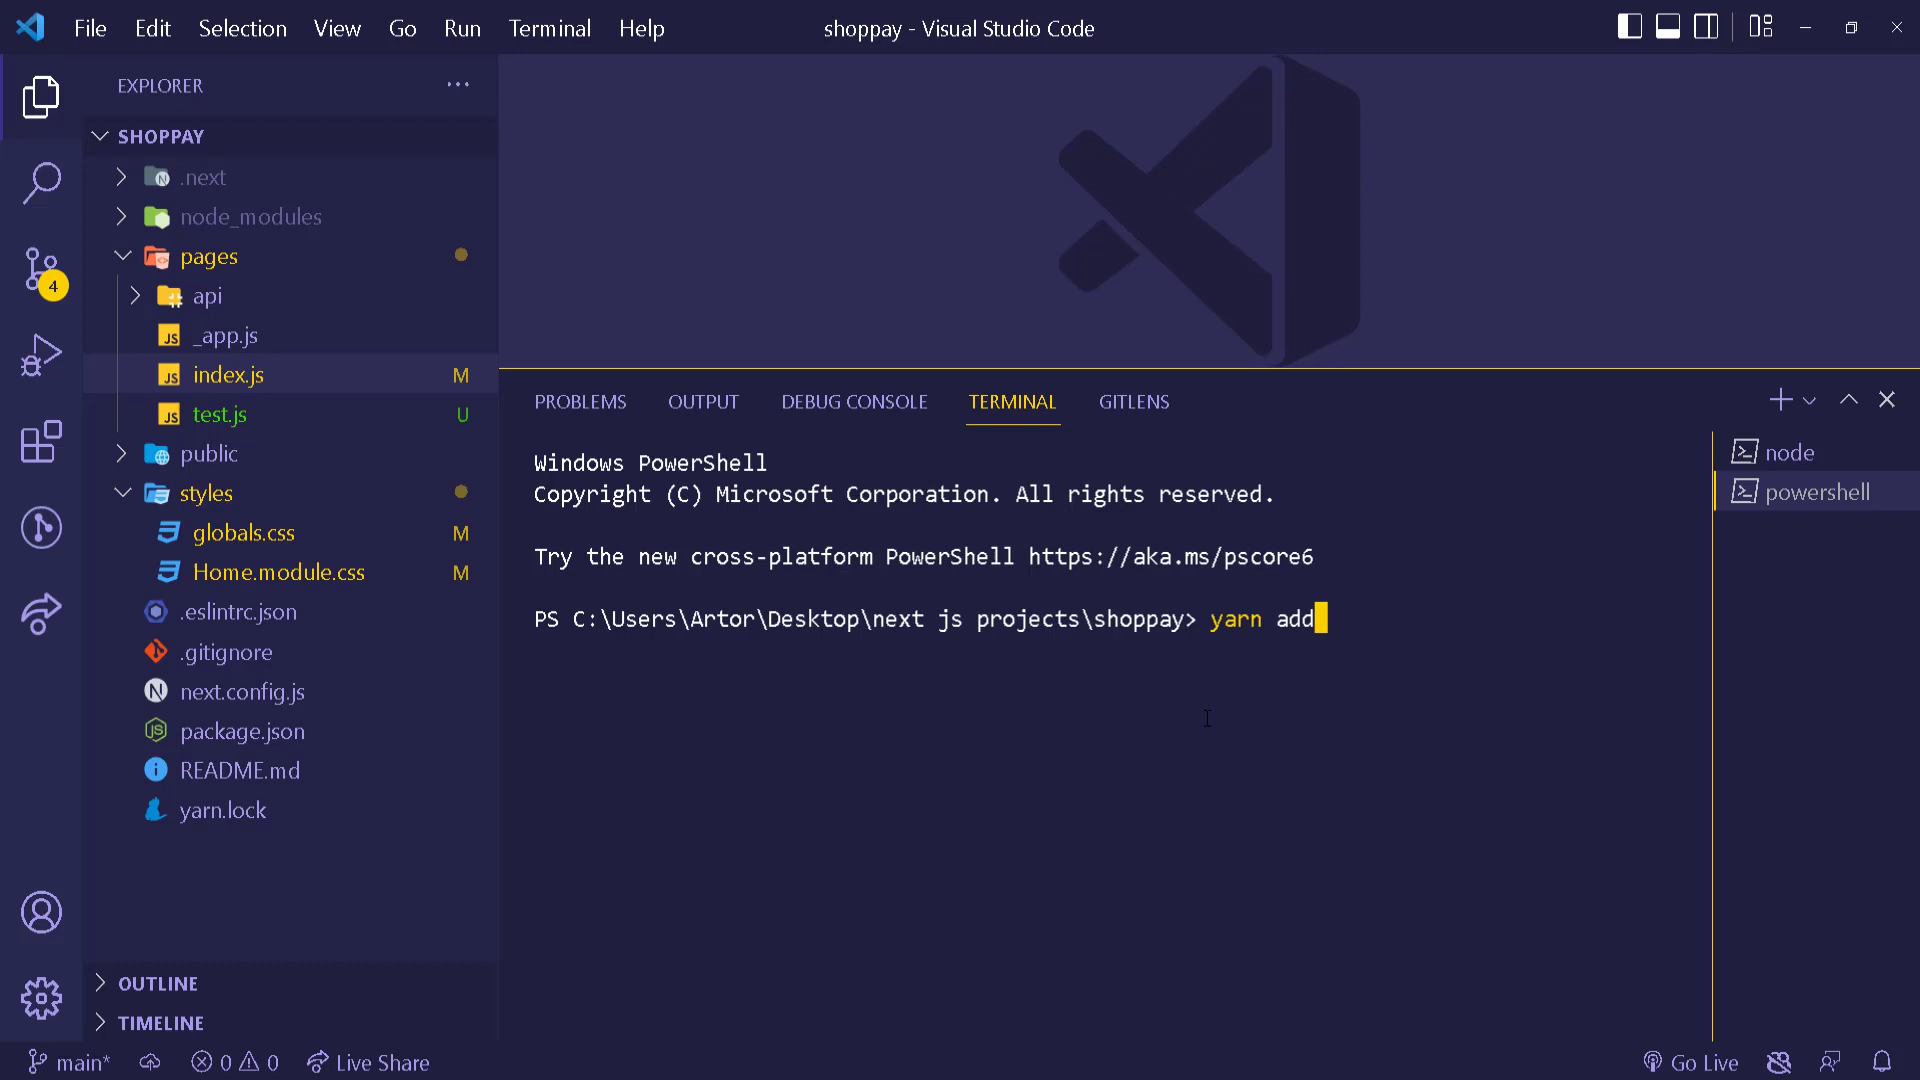 File Edit Selection View Go Run Terminal Help shoppay - Visual Studio Code
EXPLORER ...
SHOPPAY
.next
node_modules
pages
api
_app.js
index.js M
test.js U
public
styles
globals.css M
Home.module.css M
.eslintrc.json
.gitignore
next.config.js
package.json
README.md
yarn.lock
OUTLINE
TIMELINE
4
PROBLEMS OUTPUT DEBUG CONSOLE TERMINAL GITLENS
Windows PowerShell
Copyright (C) Microsoft Corporation. All rights reserved.
Try the new cross-platform PowerShell https://aka.ms/pscore6
PS C:\Users\Artor\Desktop\next js projects\shoppay> yarn add
node
powershell
main* 0 0 Live Share Go Live